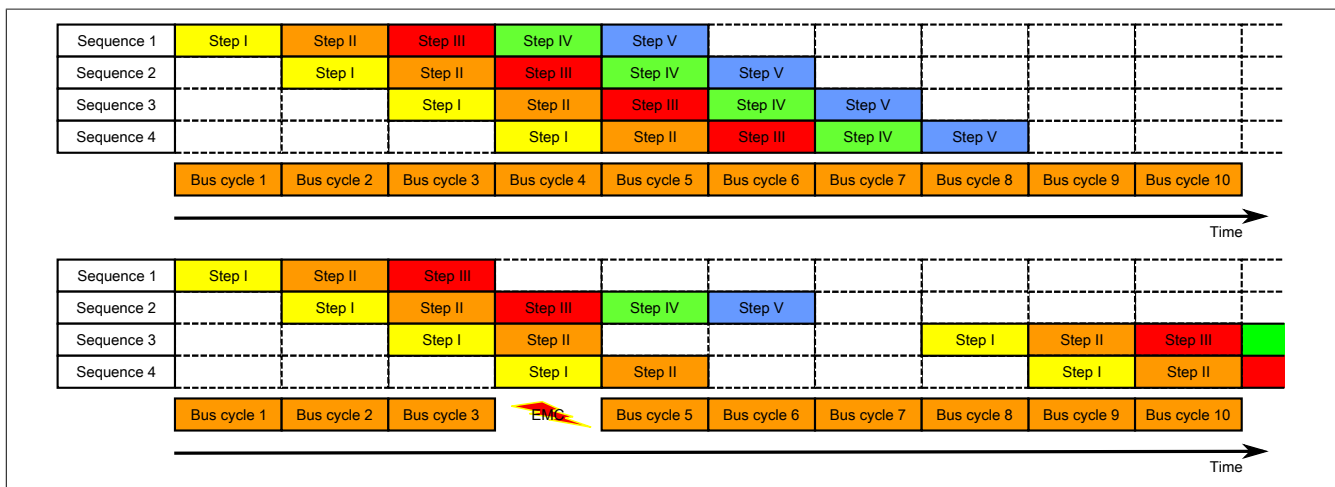 Sequence 1 Step I Step II Step III Step IV Step V
Sequence 2 Step I Step II Step III Step IV Step V
Sequence 3 Step I Step II Step III Step IV Step V
Sequence 4 Step I Step II Step III Step IV Step V
Bus cycle 1 Bus cycle 2 Bus cycle 3 Bus cycle 4 Bus cycle 5 Bus cycle 6 Bus cycle 7 Bus cycle 8 Bus cycle 9 Bus cycle 10
Time
Sequence 1 Step I Step II Step III
Sequence 2 Step I Step II Step III Step IV Step V
Sequence 3 Step I Step II Step I Step II Step III
Sequence 4 Step I Step II Step I Step II
Bus cycle 1 Bus cycle 2 Bus cycle 3 EMC Bus cycle 5 Bus cycle 6 Bus cycle 7 Bus cycle 8 Bus cycle 9 Bus cycle 10
Time